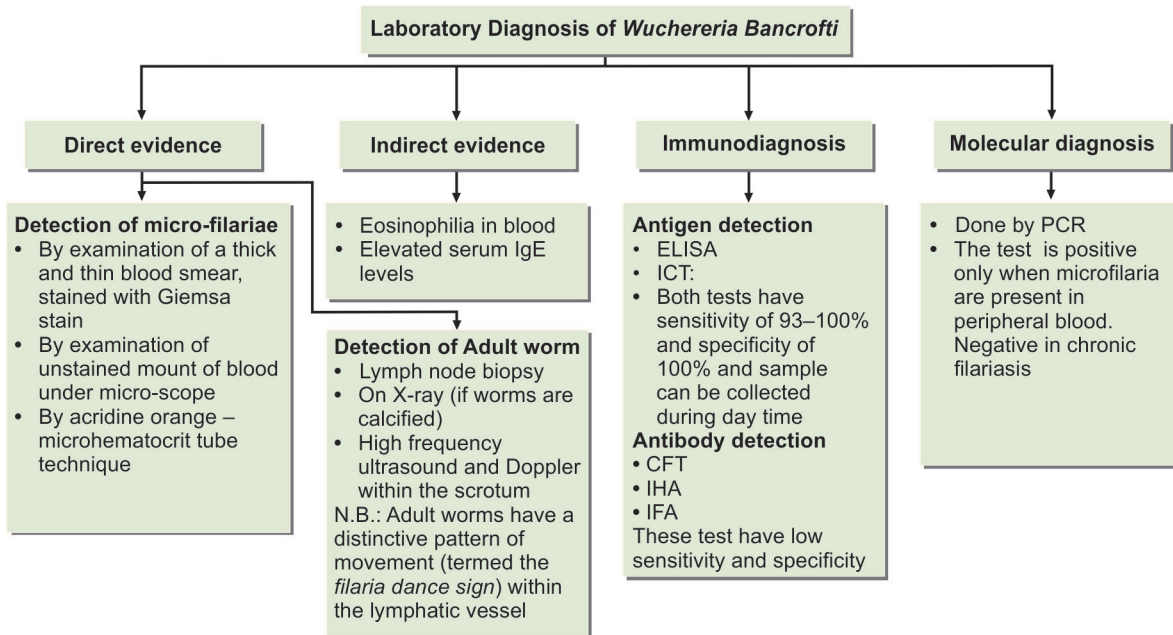 Laboratory Diagnosis of Wuchereria Bancrofti
Direct evidence
Detection of micro-filariae
• By examination of a thick
and thin blood smear,
stained with Giemsa
stain
• By examination of
unstained mount of blood
under micro-scope
• By acridine orange –
microhematocrit tube
technique
Detection of Adult worm
• Lymph node biopsy
• On X-ray (if worms are
calcified)
• High frequency
ultrasound and Doppler
within the scrotum
N.B.: Adult worms have a
distinctive pattern of
movement (termed the
filaria dance sign) within
the lymphatic vessel
Indirect evidence
• Eosinophilia in blood
• Elevated serum IgE
levels
Immunodiagnosis
Antigen detection
• ELISA
• ICT:
• Both tests have
sensitivity of 93–100%
and specificity of
100% and sample
can be collected
during day time
Antibody detection
• CFT
• IHA
• IFA
These test have low
sensitivity and specificity
Molecular diagnosis
• Done by PCR
• The test is positive
only when microfilaria
are present in
peripheral blood.
Negative in chronic
filariasis